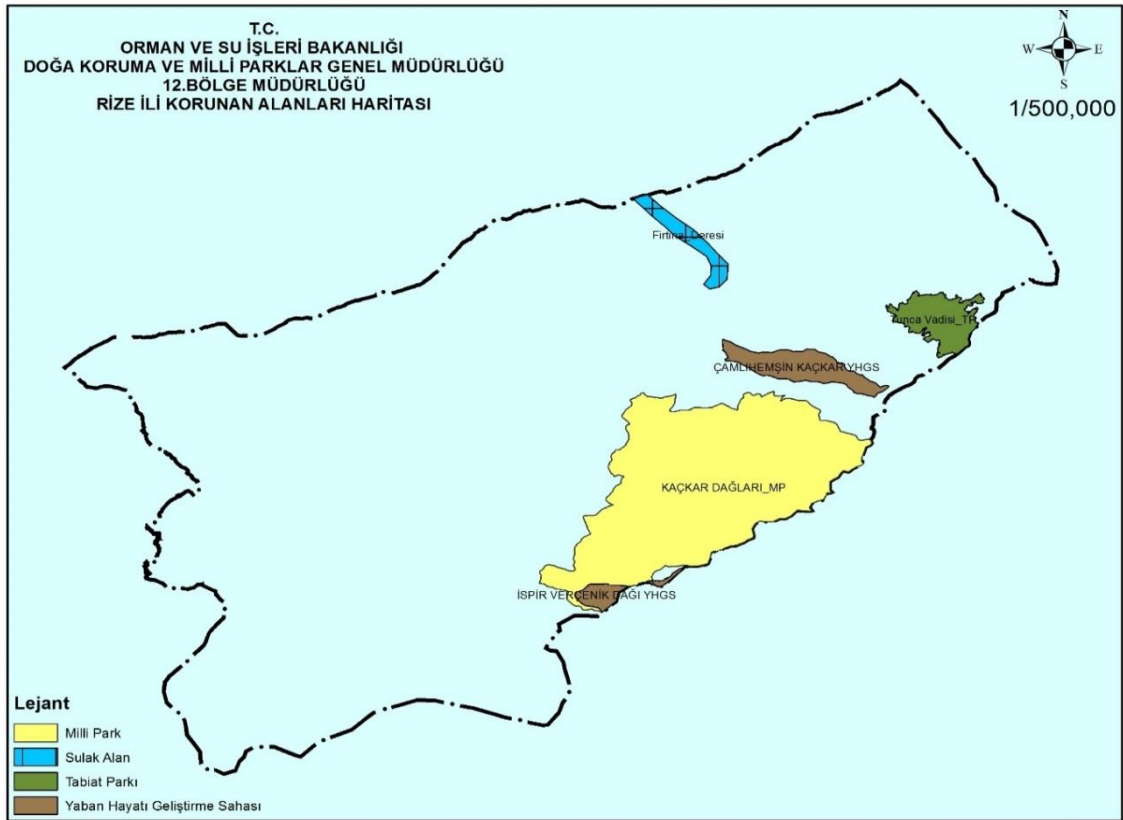 T.C.
ORMAN VE SU İŞLERİ BAKANLIĞI
DOĞA KORUMA VE MİLLİ PARKLAR GENEL MÜDÜRLÜĞÜ
12.BÖLGE MÜDÜRLÜĞÜ
RİZE İLİ KORUNAN ALANLARI HARİTASI
N
W E
S
1/500,000
Fırtına_Deresi
Tunca Vadisi_TP
ÇAMLIHEMŞİN KAÇKAR YHGS
KAÇKAR DAĞLARI_MP
İSPİR VERÇENİK DAĞI YHGS
Lejant
Milli Park
Sulak Alan
Tabiat Parkı
Yaban Hayatı Geliştirme Sahası